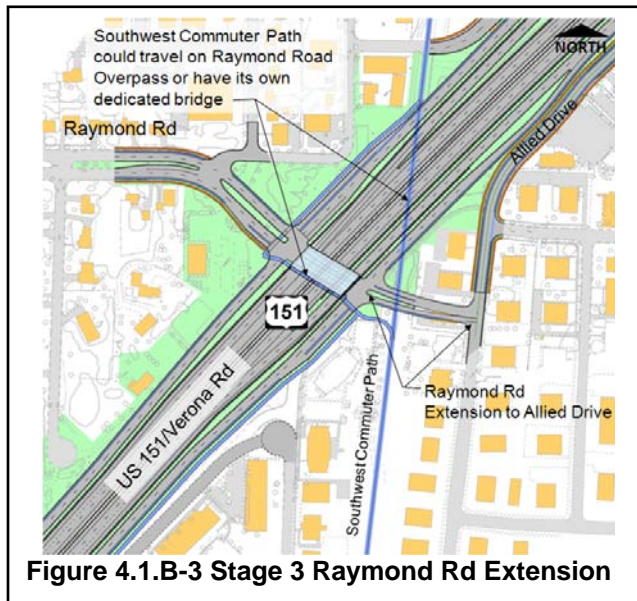 Southwest Commuter Path
could travel on Raymond Road
Overpass or have its own
dedicated bridge
NORTH
Raymond Rd
Allied Drive
151
US 151/Verona Rd
Southwest Commuter Path
Raymond Rd
Extension to Allied Drive
Figure 4.1.B-3 Stage 3 Raymond Rd Extension